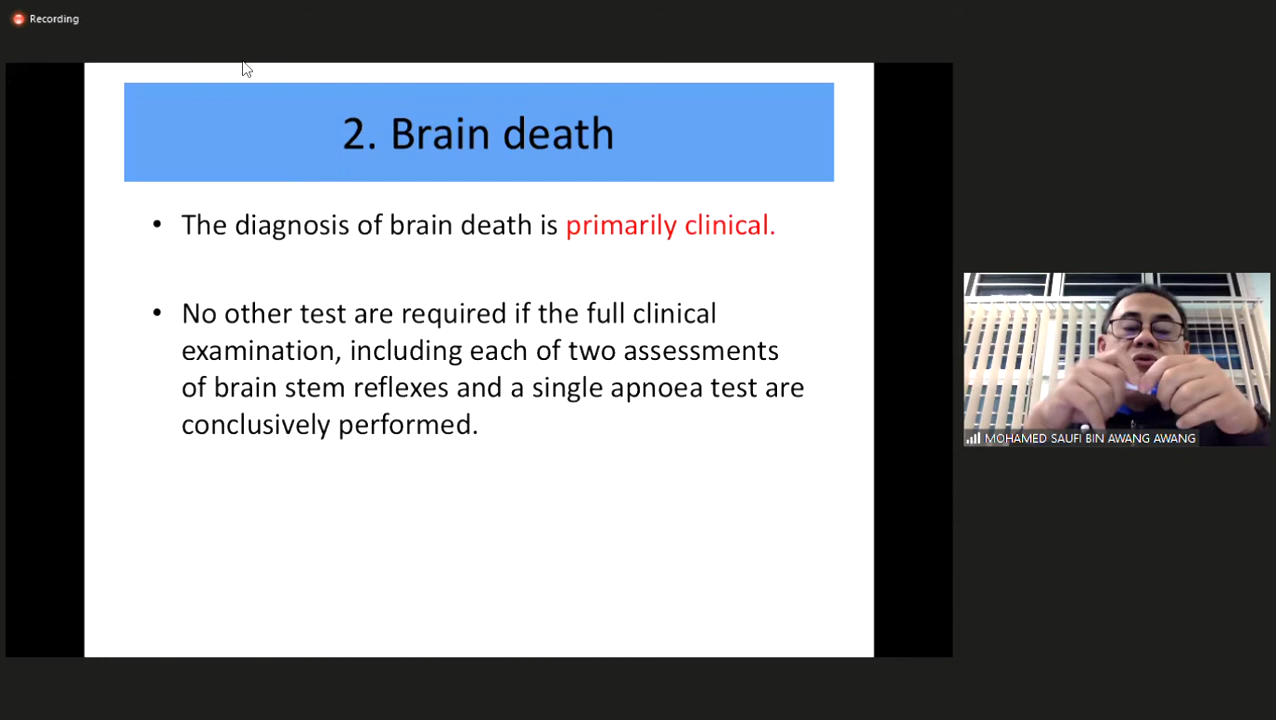 Recording
2. Brain death
• The diagnosis of brain death is primarily clinical.
• No other test are required if the full clinical
examination, including each of two assessments
of brain stem reflexes and a single apnoea test are
conclusively performed.
MOHAMED SAUFI BIN AWANG AWANG